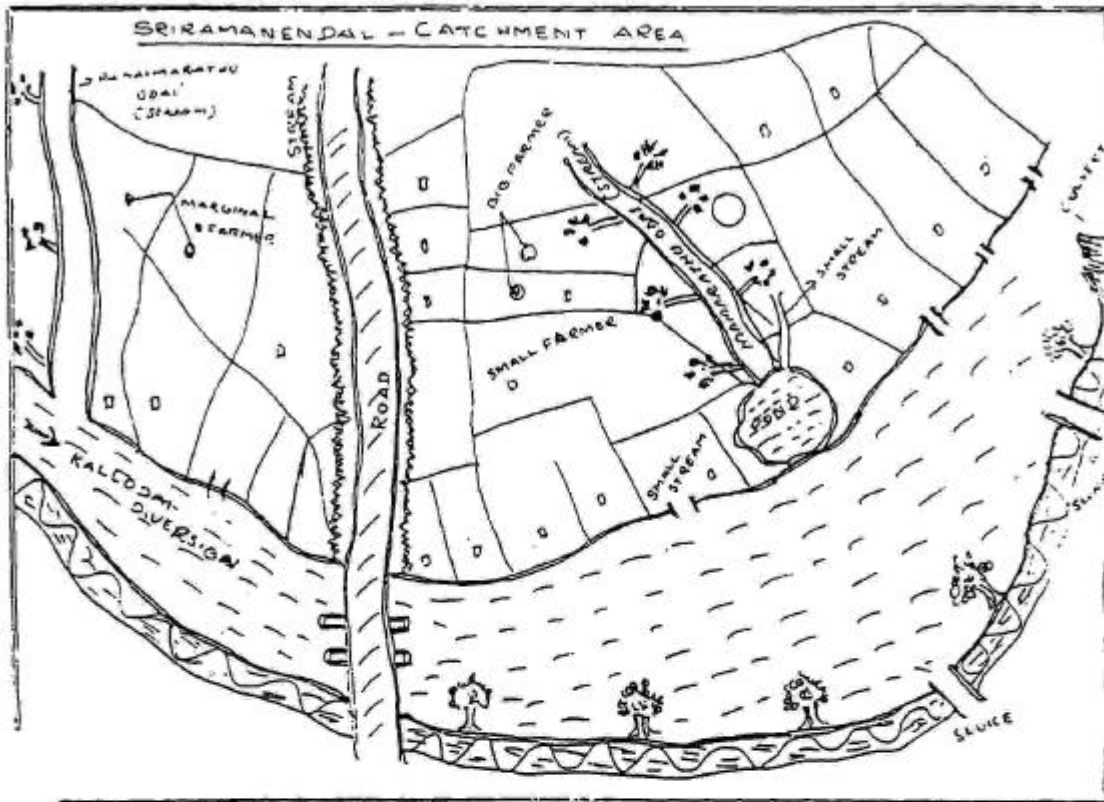 SRIRAMANENDAL - CATCHMENT AREA
ODAI
(STREAM)
STREAM
MARGINAL
FARMER
BIG FARMER
(STREAM)
SMALL
STREAM
SMALL FARMER
ROAD
POND
SMALL
STREAM
DIVERSION
SLUICE